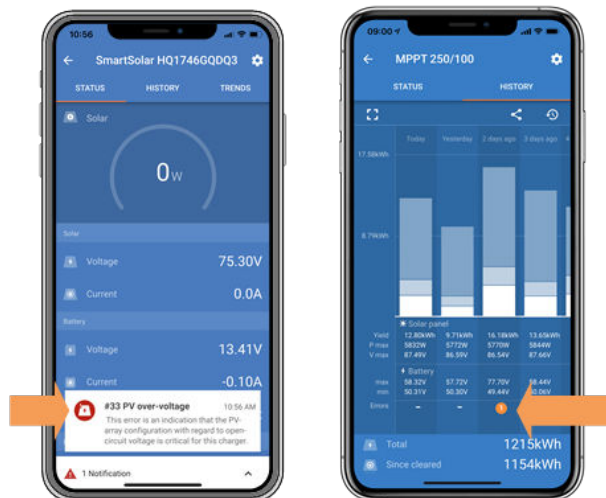 10:56
SmartSolar HQ1746GQDQ3
STATUS HISTORY TRENDS
Solar
0W
Solar
Voltage 75.30V
Current 0.0A
Battery
Voltage 13.41V
Current -0.10A
#33 PV over-voltage 10:56 AM
This error is an indication that the PV-
array configuration with regard to open-
circuit voltage is critical for this charger.
1 Notification
09:00
MPPT 250/100
STATUS HISTORY
Today Yesterday 2 days ago 3 days ago 4
17.58kWh
8.79kWh
Solar panel
Yield 12.80kWh 9.71kWh 16.18kWh 13.65kWh
P max 5832W 5772W 5770W 5844W
V max 87.49V 86.59V 86.54V 87.66V
Battery
max 58.32V 57.72V 77.70V 58.44V
min 50.31V 50.30V 49.44V 50.06V
Errors – – 1
Total 1215kWh
Since cleared 1154kWh